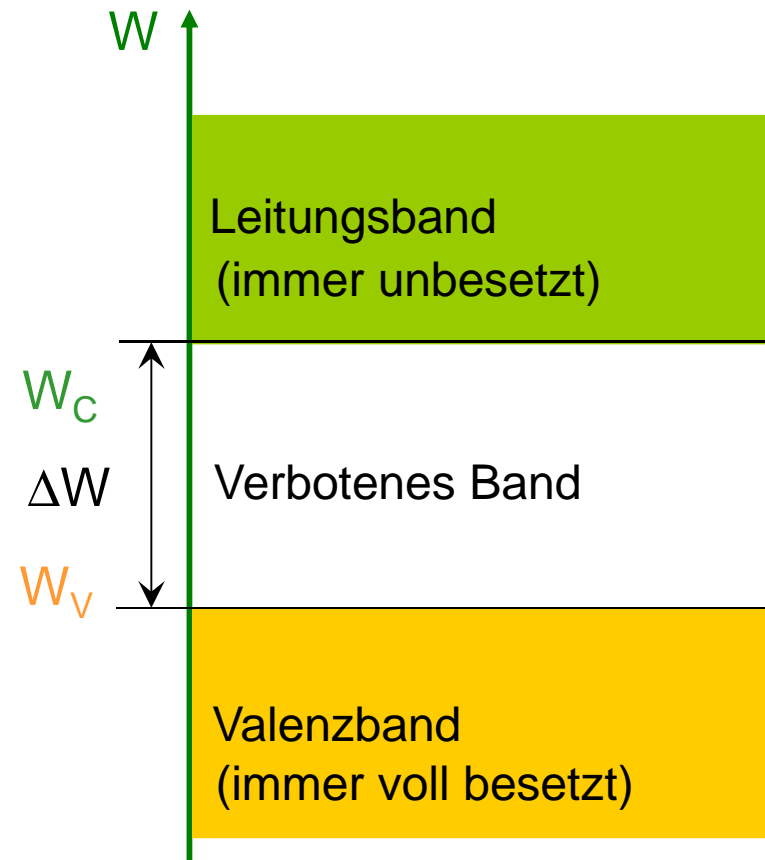 W
Leitungsband
(immer unbesetzt)
W_C
ΔW
Verbotenes Band
W_V
Valenzband
(immer voll besetzt)